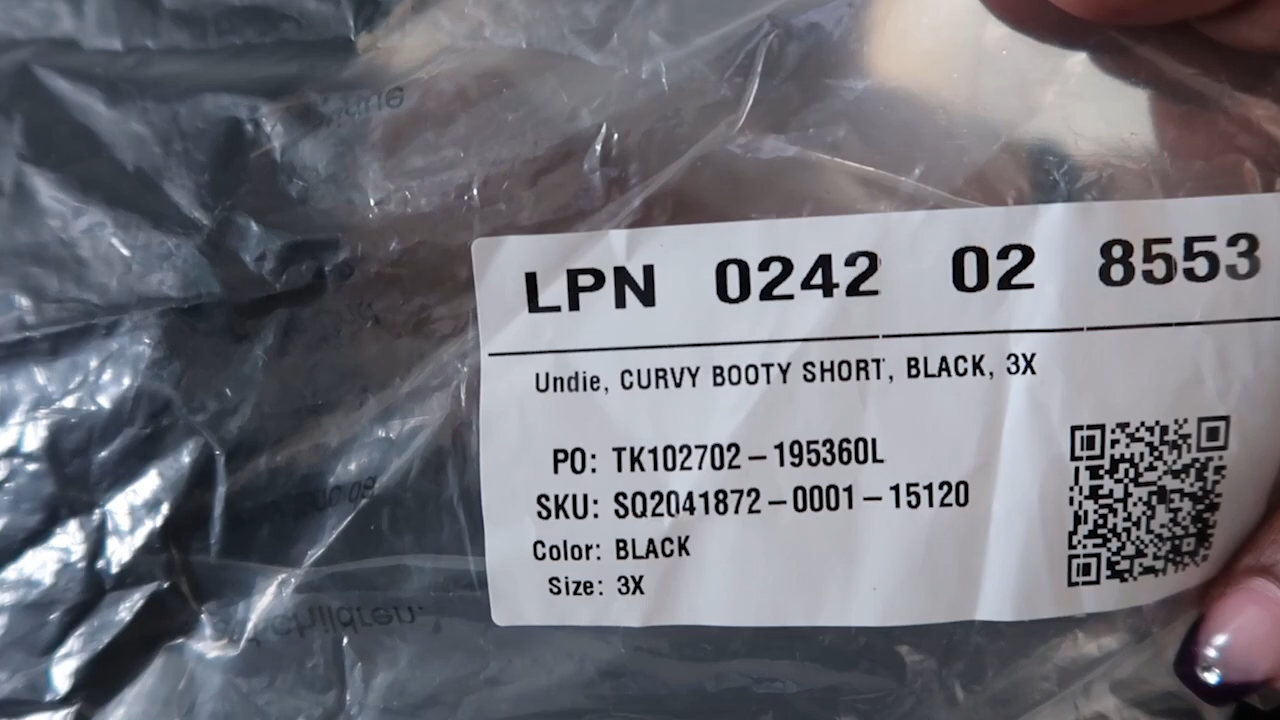 LPN 0242 02 8553
Undie, CURVY BOOTY SHORT, BLACK, 3X
PO: TK102702-195360L
SKU: SQ2041872-0001-15120
Color: BLACK
Size: 3X
children.